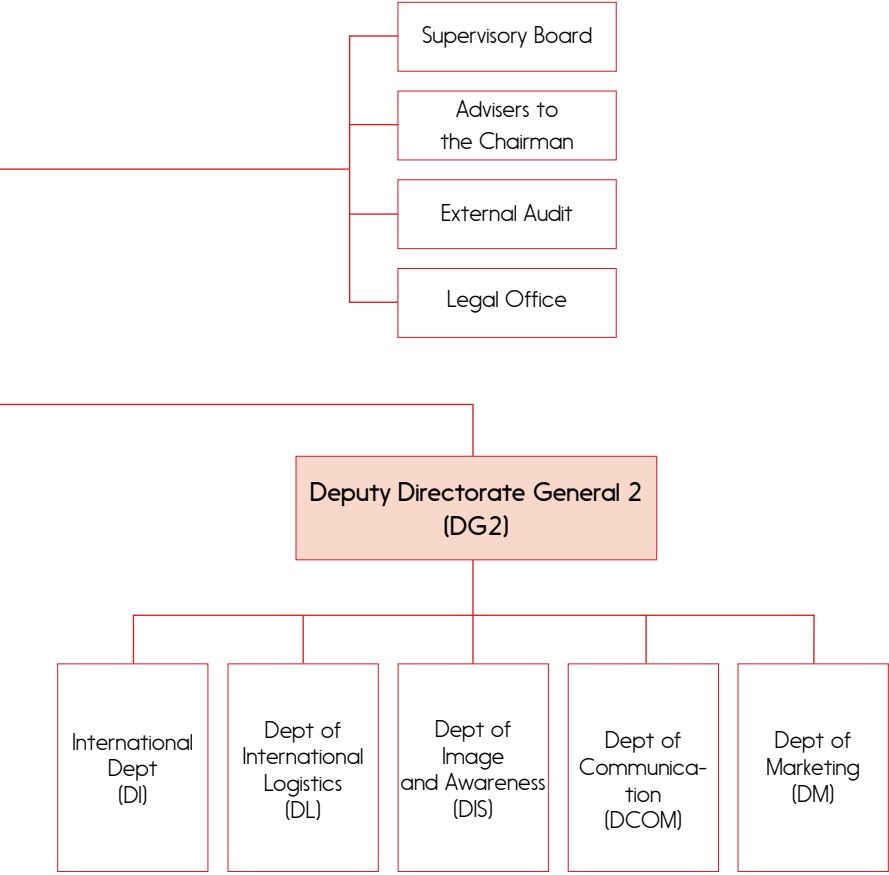 Supervisory Board
Advisers to
the Chairman
External Audit
Legal Office
Deputy Directorate General 2
(DG2)
International
Dept
(DI)
Dept of
International
Logistics
(DL)
Dept of
Image
and Awareness
(DIS)
Dept of
Communica-
tion
(DCOM)
Dept of
Marketing
(DM)